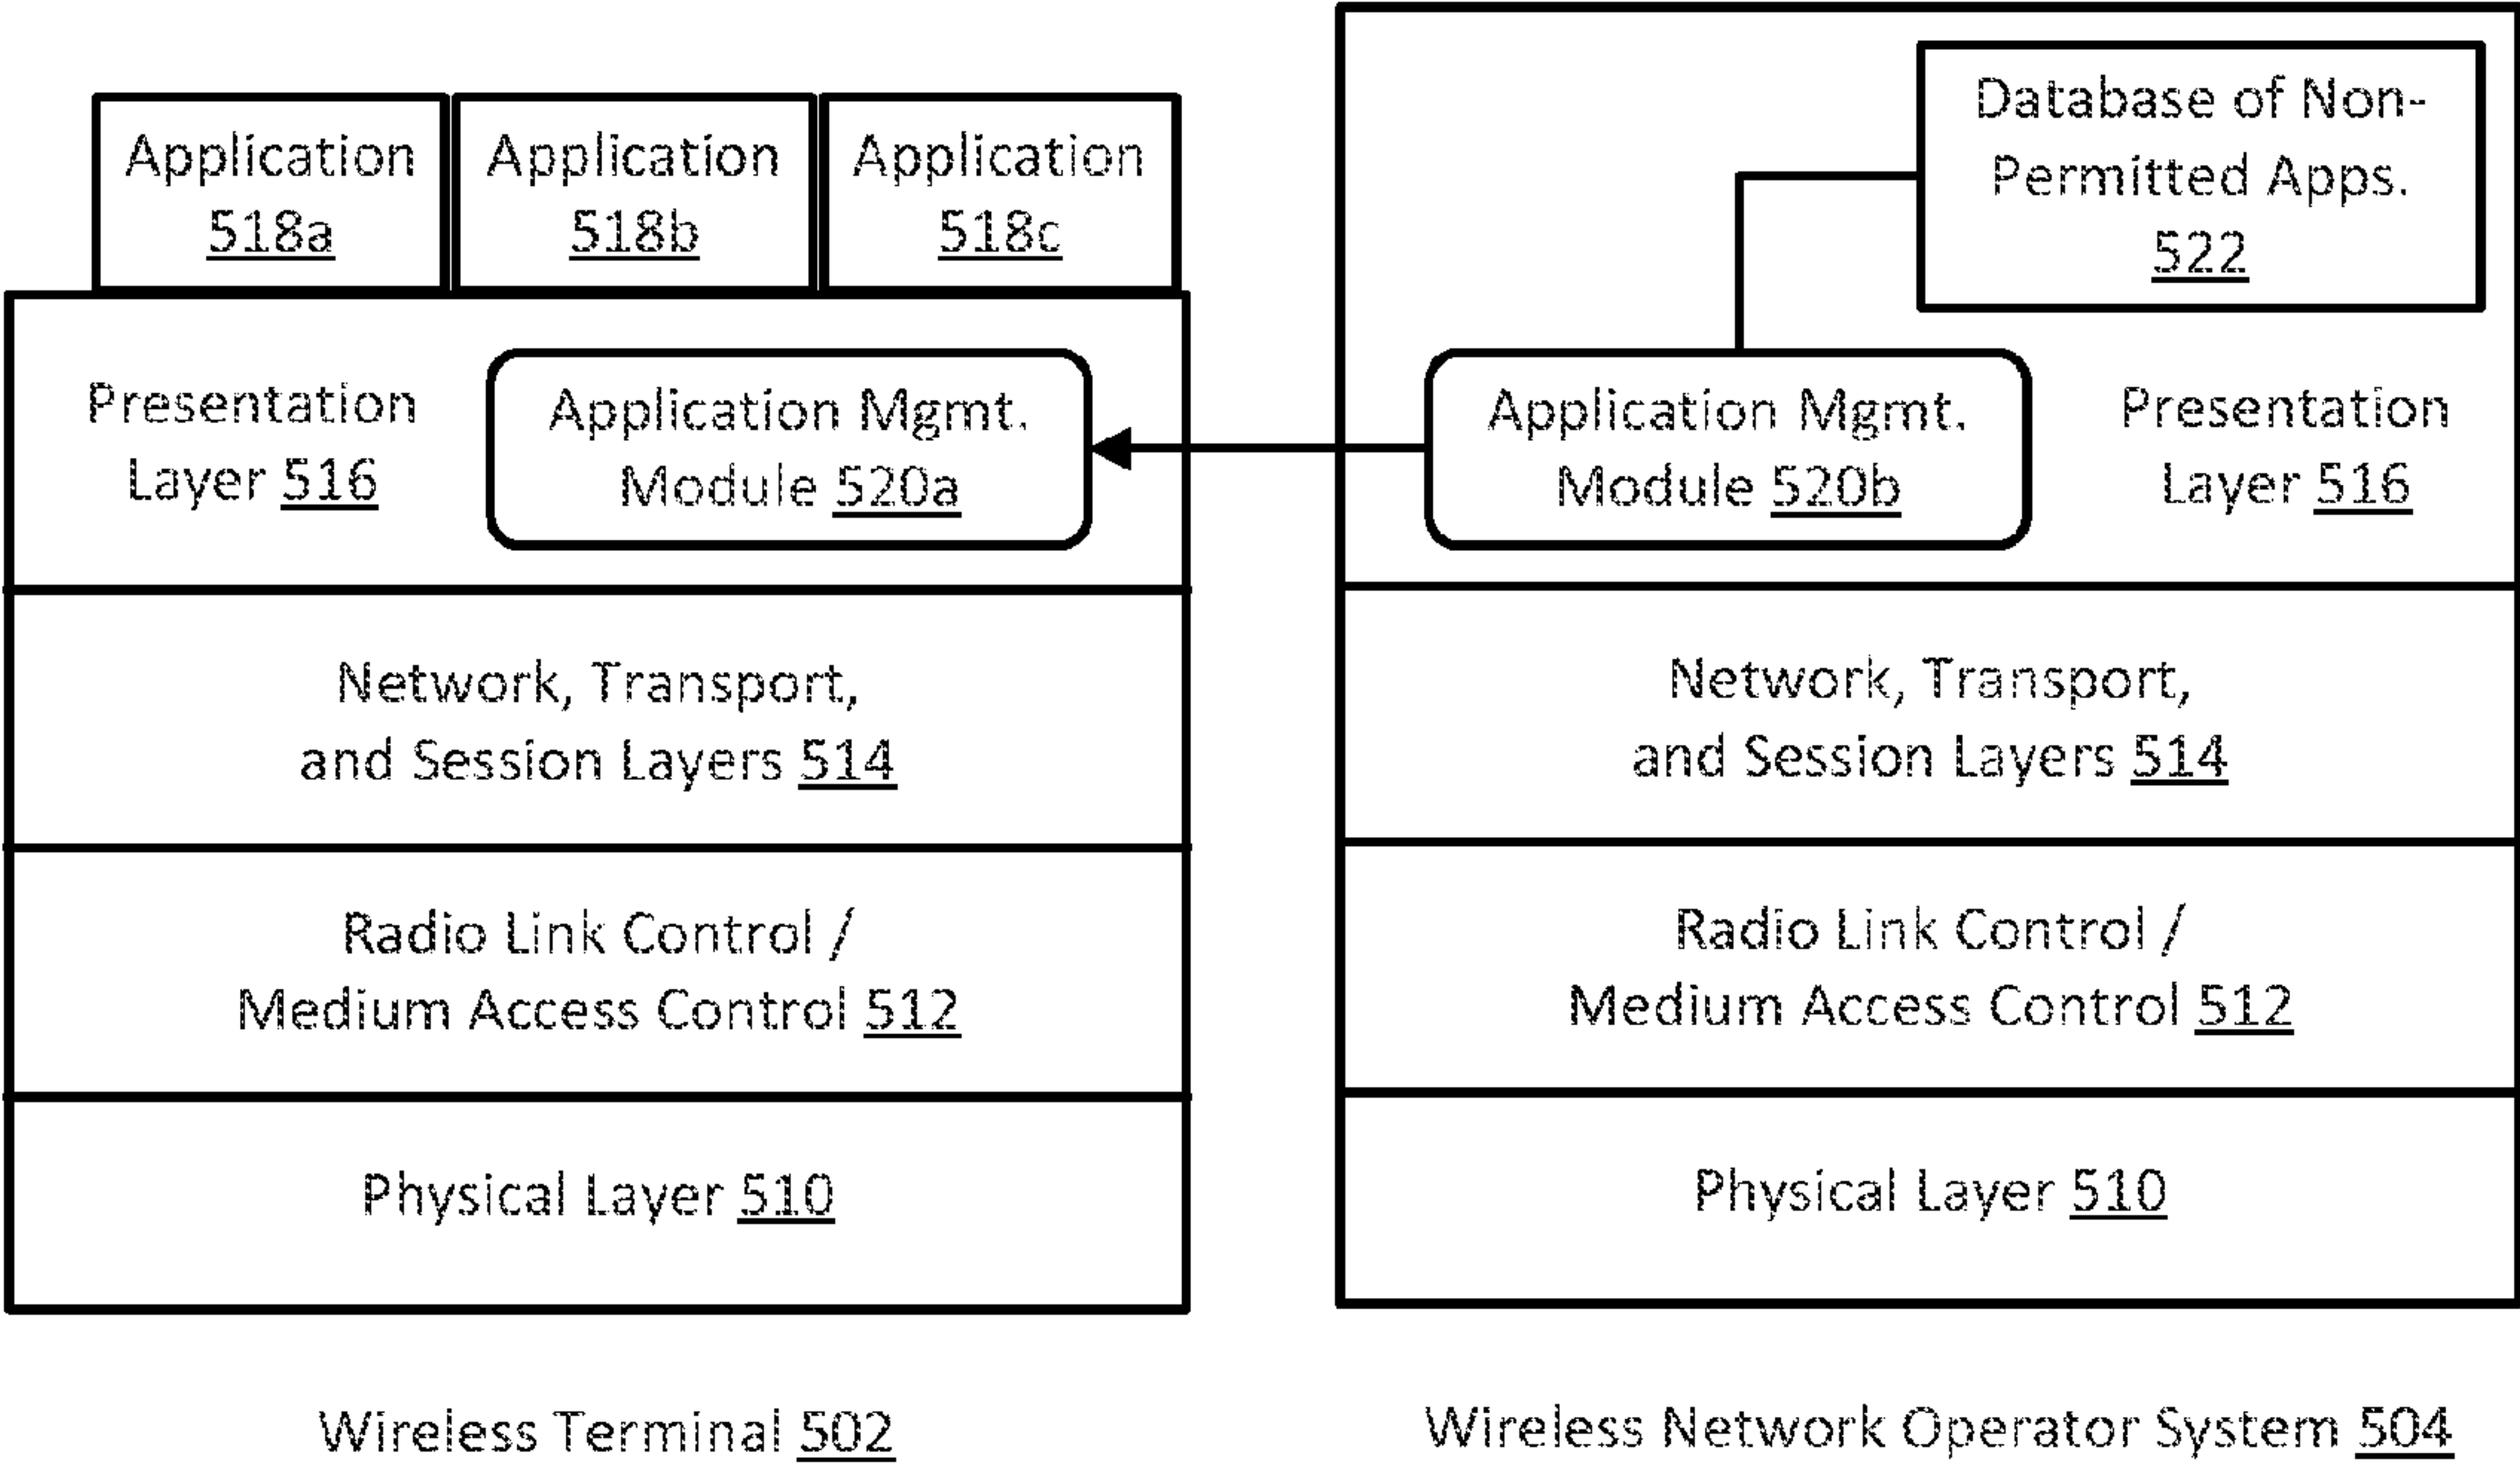 Application
518a
Application
518b
Application
518c
Presentation
Layer 516
Application Mgmt.
Module 520a
Network, Transport,
and Session Layers 514
Radio Link Control /
Medium Access Control 512
Physical Layer 510
Wireless Terminal 502
Database of Non-
Permitted Apps.
522
Application Mgmt.
Module 520b
Presentation
Layer 516
Network, Transport,
and Session Layers 514
Radio Link Control /
Medium Access Control 512
Physical Layer 510
Wireless Network Operator System 504